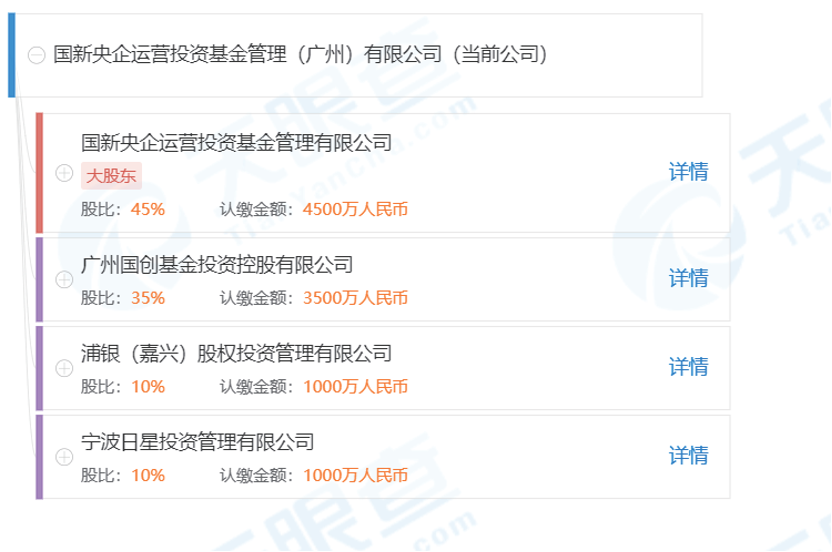 国新央企运营投资基金管理（广州）有限公司（当前公司）
国新央企运营投资基金管理有限公司
大股东
详情
股比：45% 认缴金额：4500万人民币
广州国创基金投资控股有限公司
详情
股比：35% 认缴金额：3500万人民币
浦银（嘉兴）股权投资管理有限公司
详情
股比：10% 认缴金额：1000万人民币
宁波日星投资管理有限公司
详情
股比：10% 认缴金额：1000万人民币
天眼查
TianYanCha.com